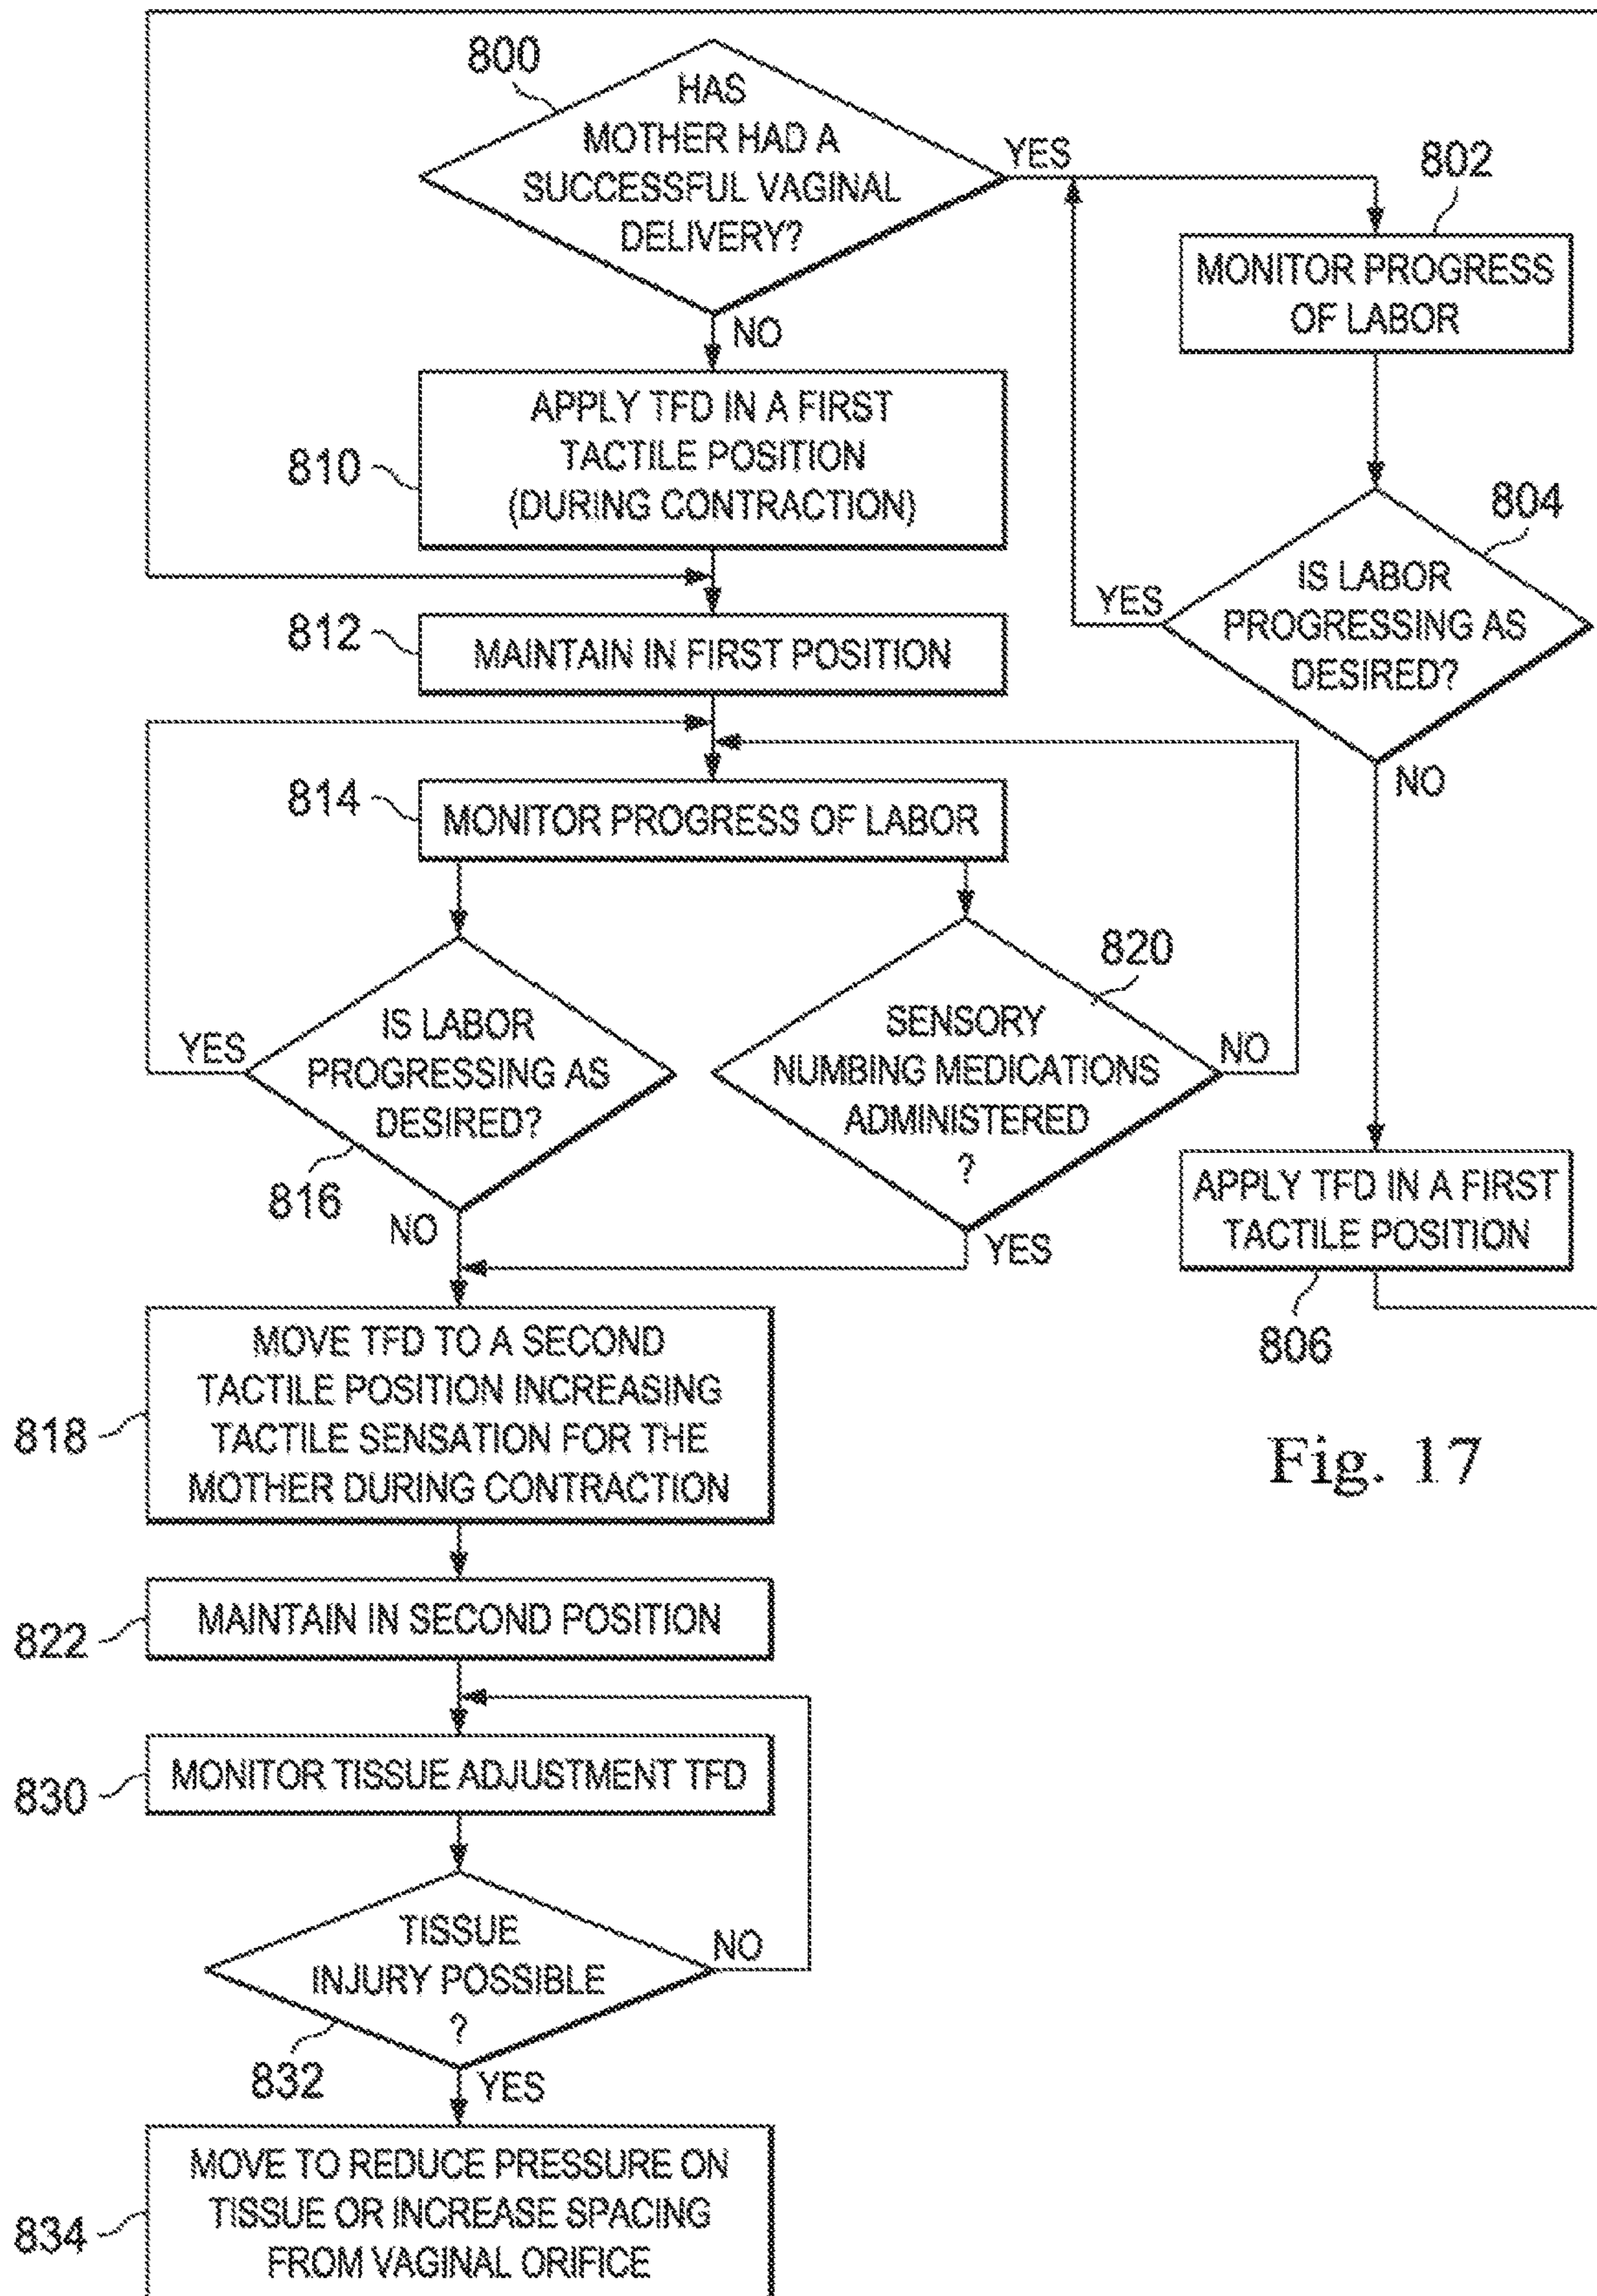 800
HAS
MOTHER HAD A
SUCCESSFUL VAGINAL
DELIVERY?
YES
NO
802
MONITOR PROGRESS
OF LABOR
810
APPLY TFD IN A FIRST
TACTILE POSITION
(DURING CONTRACTION)
804
IS LABOR
PROGRESSING AS
DESIRED?
YES
NO
812
MAINTAIN IN FIRST POSITION
814
MONITOR PROGRESS OF LABOR
816
IS LABOR
PROGRESSING AS
DESIRED?
YES
NO
820
SENSORY
NUMBING MEDICATIONS
ADMINISTERED
?
NO
YES
APPLY TFD IN A FIRST
TACTILE POSITION
806
818
MOVE TFD TO A SECOND
TACTILE POSITION INCREASING
TACTILE SENSATION FOR THE
MOTHER DURING CONTRACTION
Fig. 17
822
MAINTAIN IN SECOND POSITION
830
MONITOR TISSUE ADJUSTMENT TFD
TISSUE
INJURY POSSIBLE
?
NO
832
YES
834
MOVE TO REDUCE PRESSURE ON
TISSUE OR INCREASE SPACING
FROM VAGINAL ORIFICE